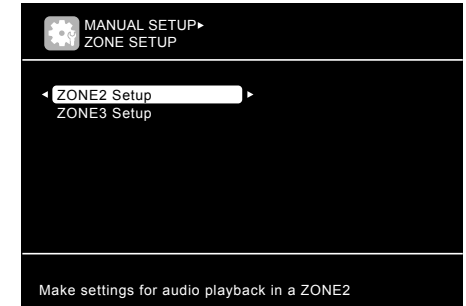 MANUAL SETUP▸
ZONE SETUP
◂ ZONE2 Setup ▸
ZONE3 Setup
Make settings for audio playback in a ZONE2